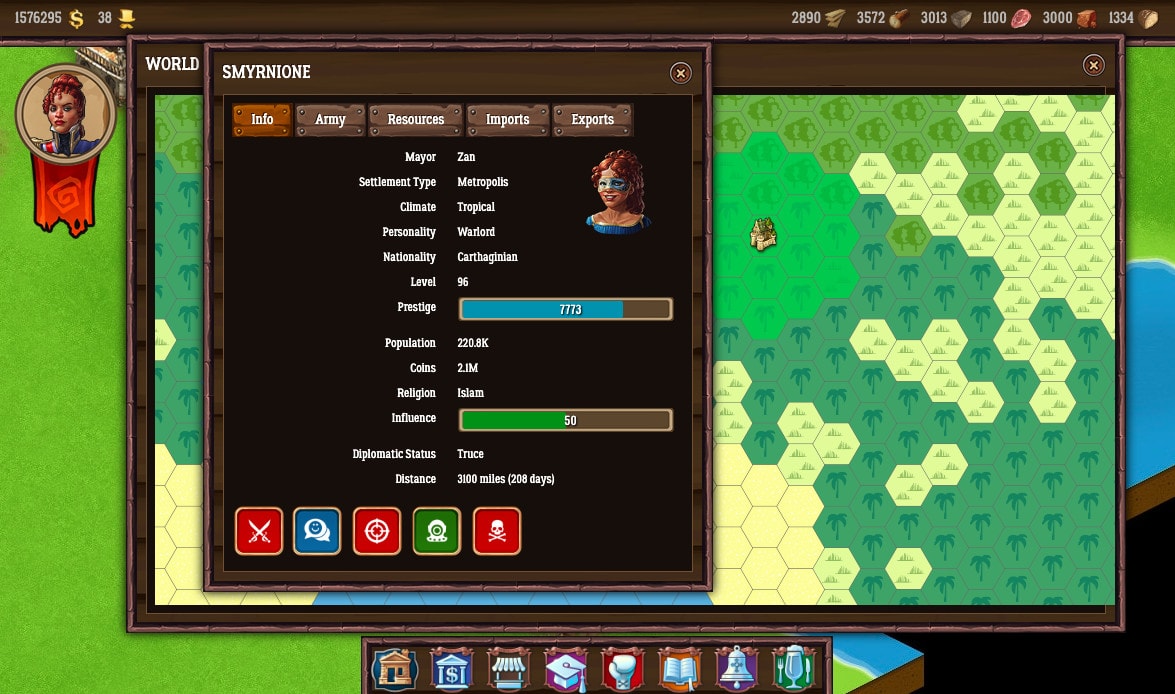 1576295 38 2890 3572 3013 1100 3000 1334
WORLD
SMYRNIONE
Info Army Resources Imports Exports
Mayor Zan
Settlement Type Metropolis
Climate Tropical
Personality Warlord
Nationality Carthaginian
Level 96
Prestige 7773
Population 220.8K
Coins 2.1M
Religion Islam
Influence 50
Diplomatic Status Truce
Distance 3100 miles (208 days)